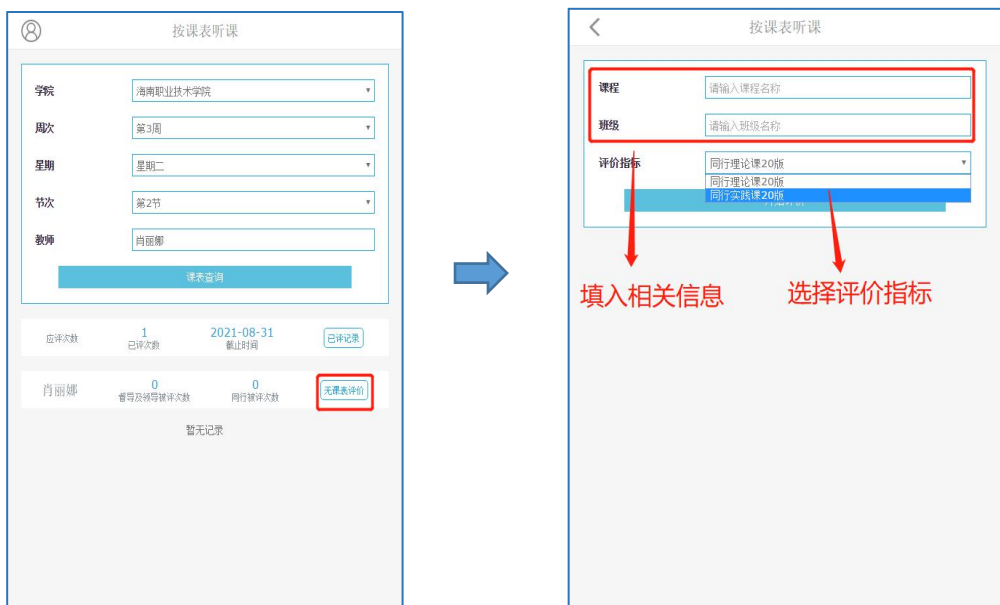 按课表听课
学院 海南职业技术学院
周次 第3周
星期 星期二
节次 第2节
教师 肖丽娜
课表查询
应评次数 1 已评次数 2021-08-31 截止时间 已评记录
肖丽娜 0 督导及领导被评次数 0 同行被评次数 无课表评价
暂无记录
按课表听课
课程 请输入课程名称
班级 请输入班级名称
评价指标 同行理论课20版
同行理论课20版
同行实践课20版
填入相关信息
选择评价指标